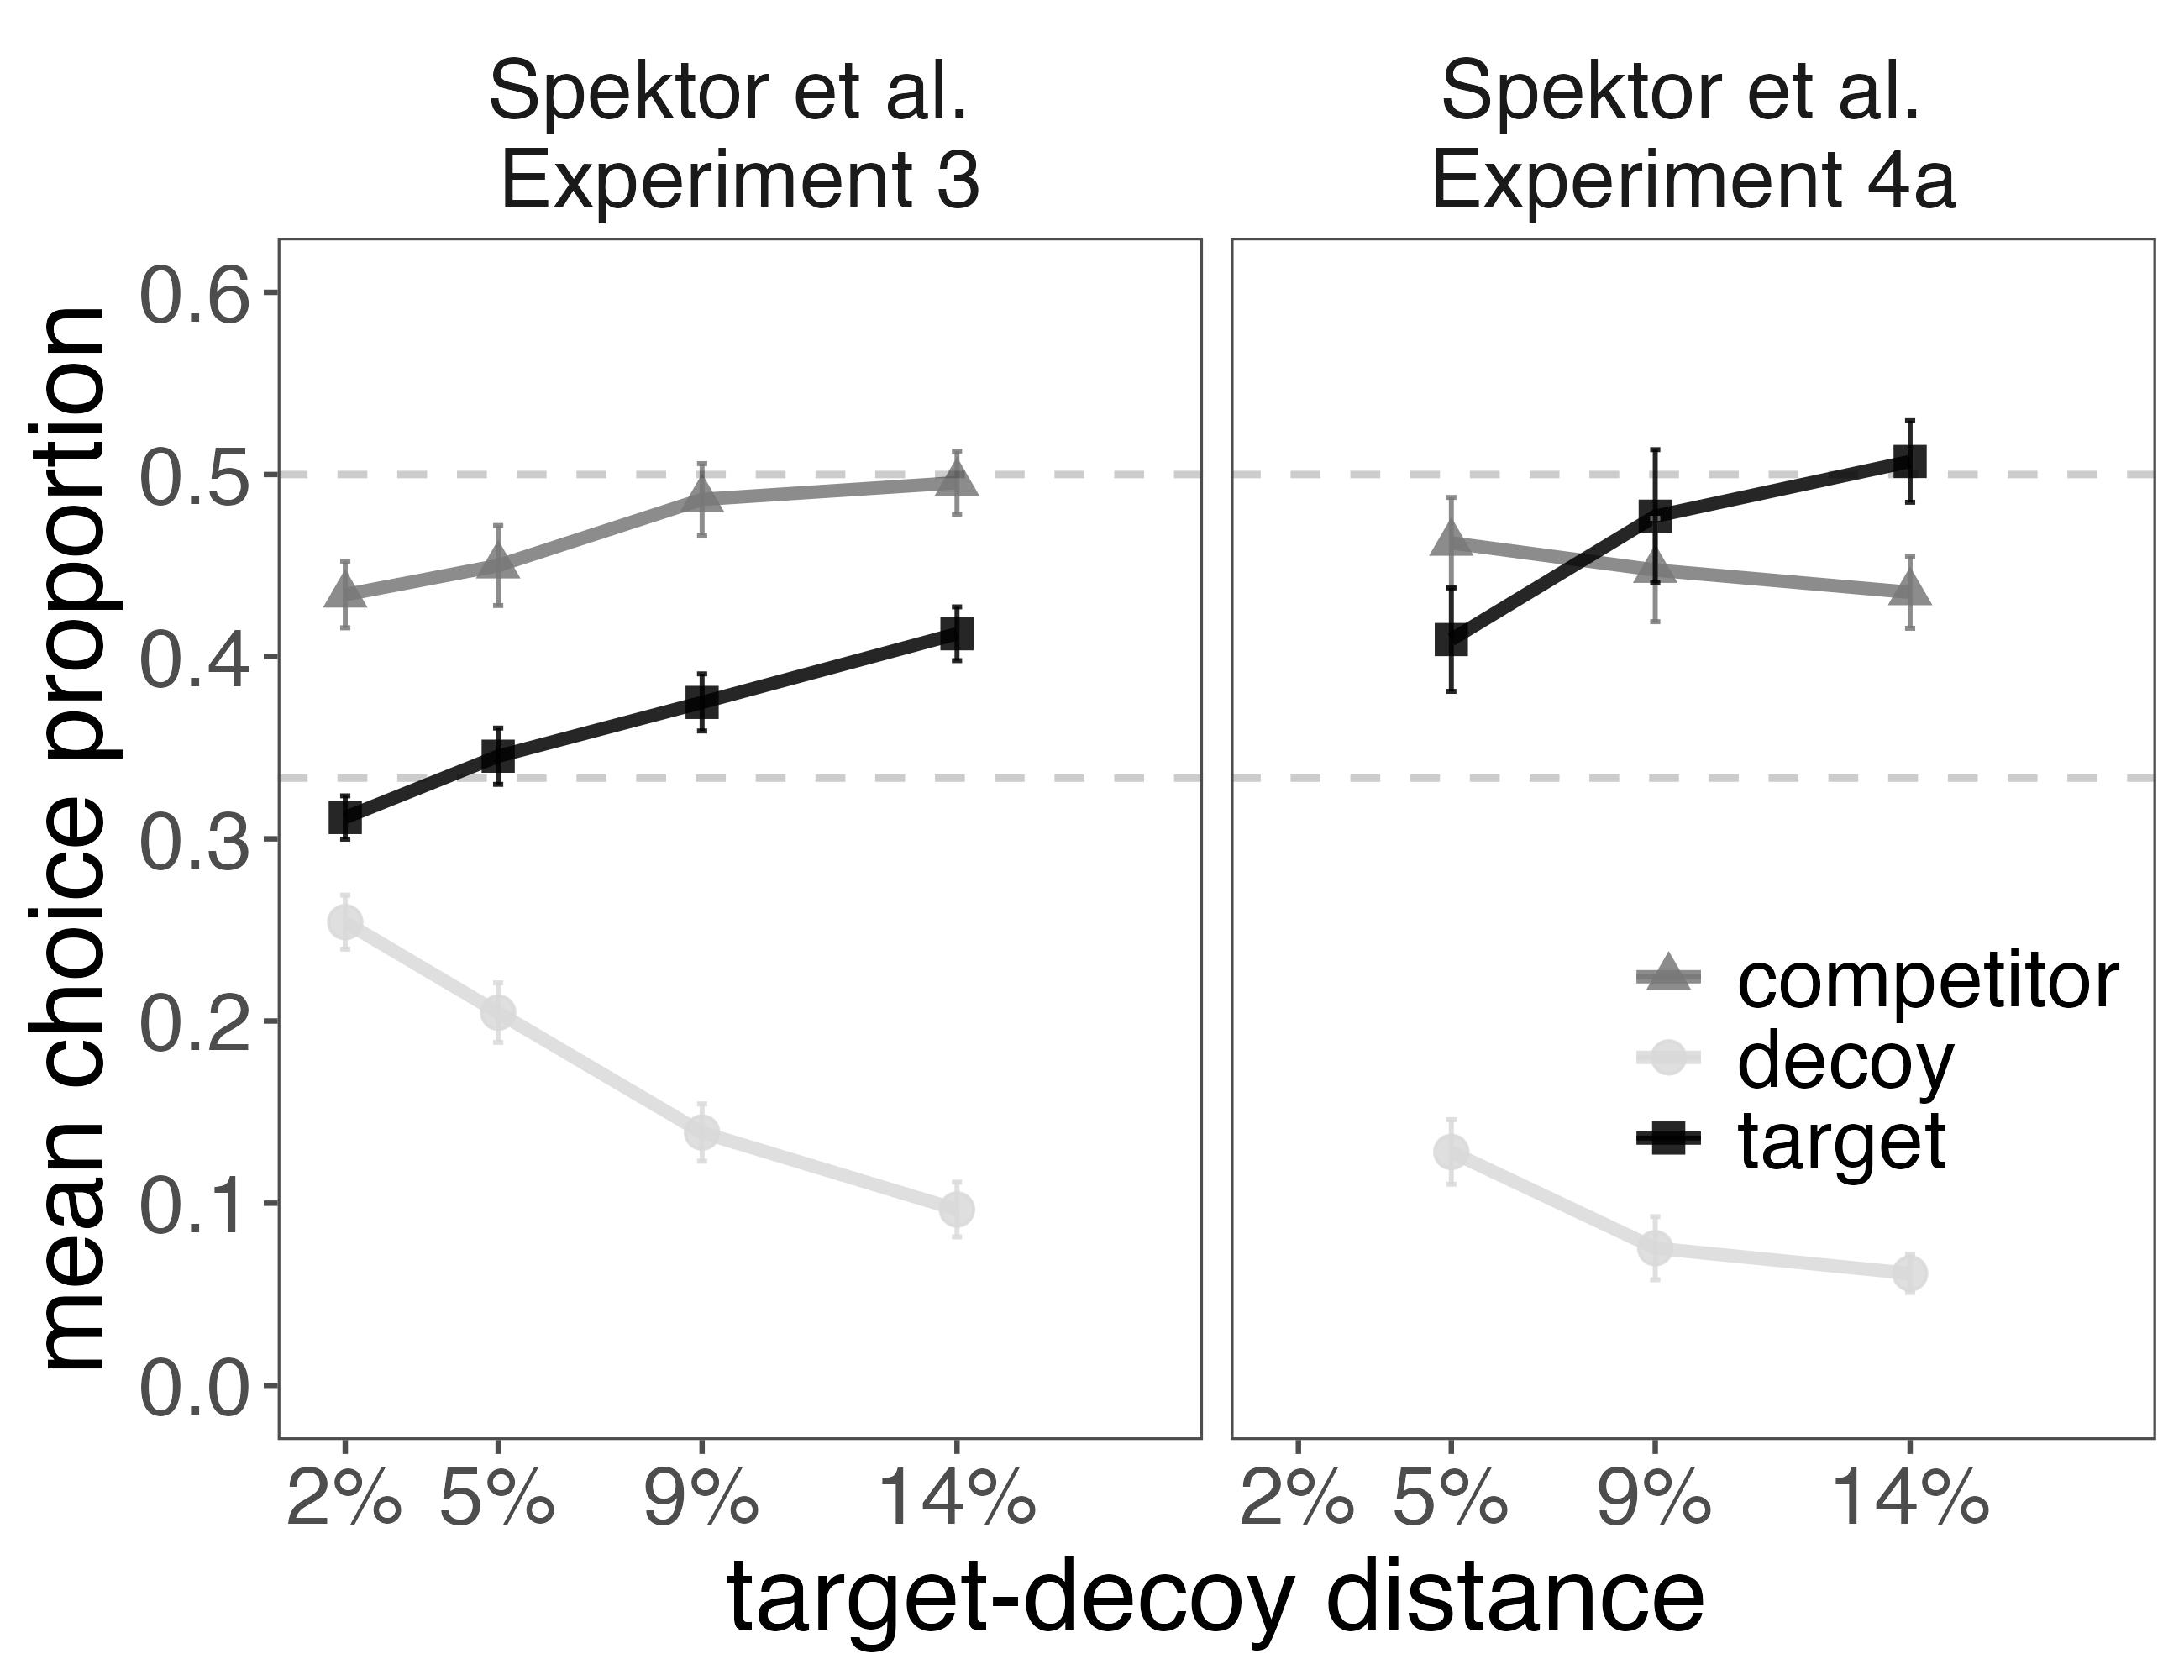 Spektor et al.
Experiment 3
Spektor et al.
Experiment 4a
mean choice proportion
0.6
0.5
0.4
0.3
0.2
0.1
0.0
competitor
decoy
target
2% 5% 9% 14%
2% 5% 9% 14%
target-decoy distance